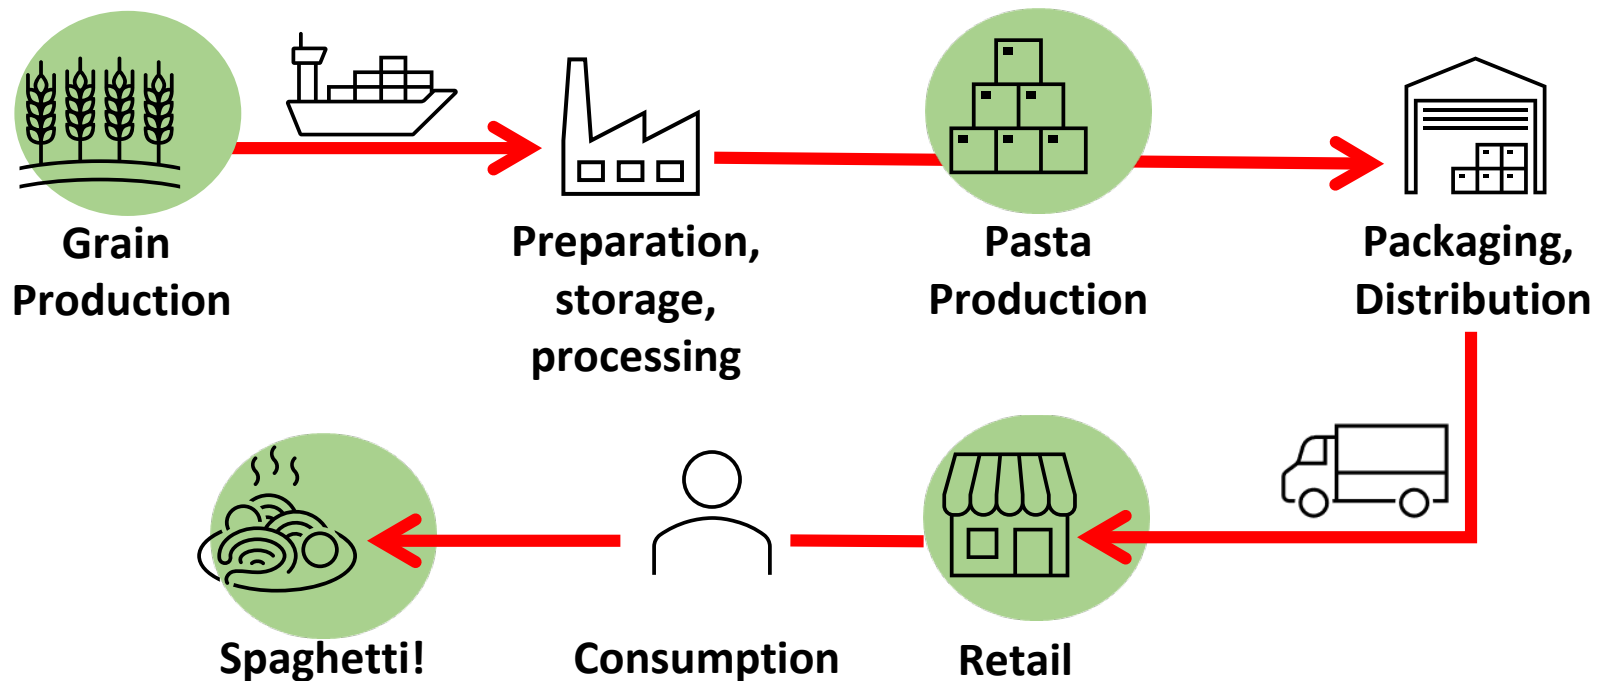 Grain
Production
Preparation,
storage,
processing
Pasta
Production
Packaging,
Distribution
Spaghetti!
Consumption
Retail